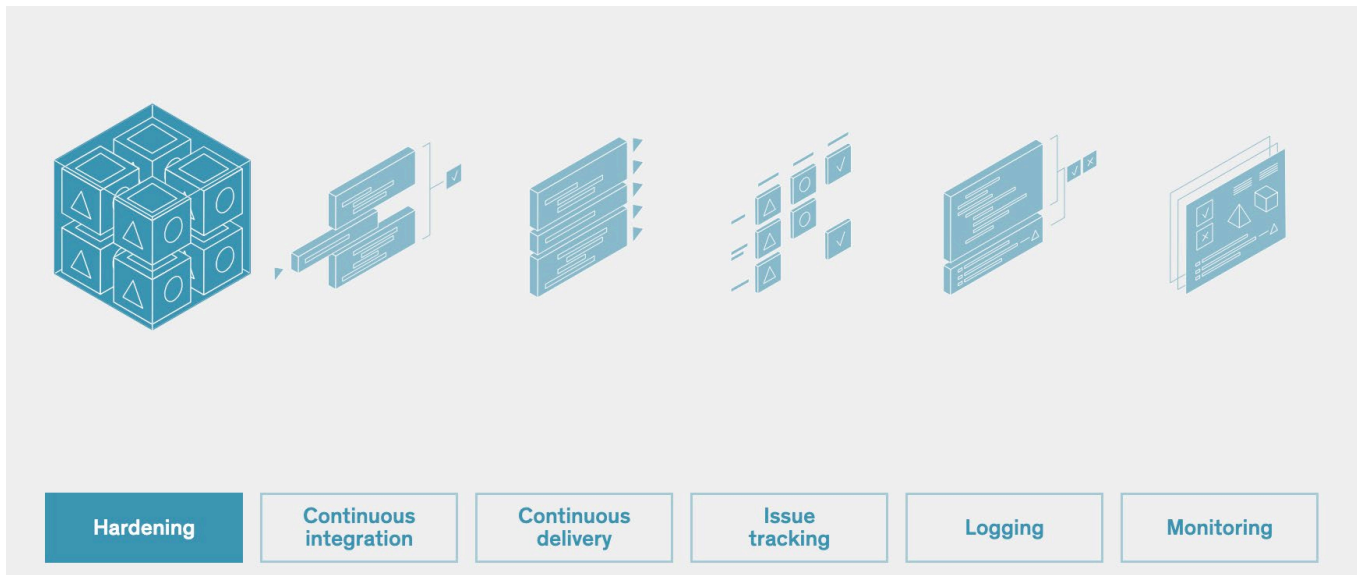 Hardening
Continuous
integration
Continuous
delivery
Issue
tracking
Logging
Monitoring